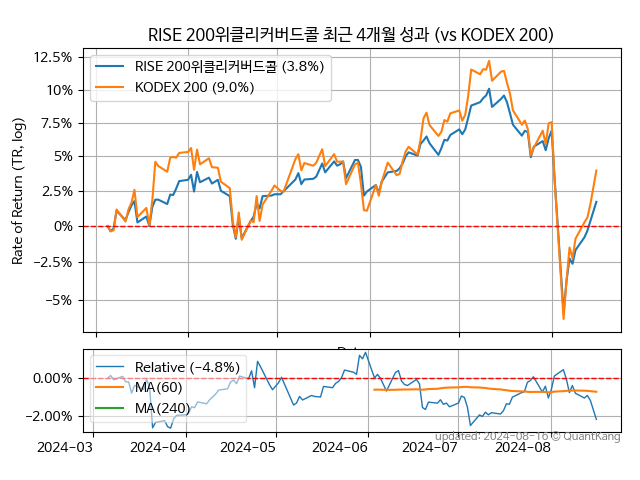 RISE 200위클리커버드콜 최근 4개월 성과 (vs KODEX 200)
12.5%
10%
7.5%
5%
2.5%
0%
−2.5%
−5%
Rate of Return (TR, log)
RISE 200위클리커버드콜 (3.8%)
KODEX 200 (9.0%)
0.00%
−2.00%
Relative (−4.8%)
MA(60)
MA(240)
2024−03
2024−04
2024−05
2024−06
2024−07
2024−08
updated: 2024−08−16 © QuantKang